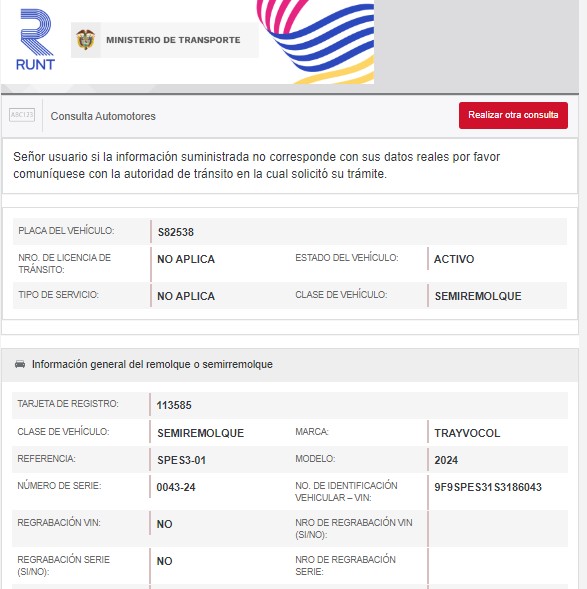 RUNT
MINISTERIO DE TRANSPORTE
ABC123
Consulta Automotores
Realizar otra consulta
Señor usuario si la información suministrada no corresponde con sus datos reales por favor
comuníquese con la autoridad de tránsito en la cual solicitó su trámite.
PLACA DEL VEHÍCULO: S82538
NRO. DE LICENCIA DE
TRÁNSITO: NO APLICA ESTADO DEL VEHÍCULO: ACTIVO
TIPO DE SERVICIO: NO APLICA CLASE DE VEHÍCULO: SEMIREMOLQUE
Información general del remolque o semirremolque
TARJETA DE REGISTRO: 113585
CLASE DE VEHÍCULO: SEMIREMOLQUE MARCA: TRAYVOCOL
REFERENCIA: SPES3-01 MODELO: 2024
NÚMERO DE SERIE: 0043-24 NO. DE IDENTIFICACIÓN
VEHICULAR – VIN: 9F9SPES31S3186043
REGRABACIÓN VIN: NO NRO DE REGRABACIÓN VIN
(SI/NO):
REGRABACIÓN SERIE
(SI/NO): NO NRO DE REGRABACIÓN
SERIE: